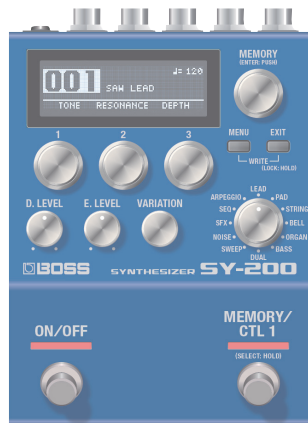 MEMORY
(ENTER: PUSH)
♩= 120
001 SAW LEAD
TONE RESONANCE DEPTH
1 2 3
MENU EXIT
WRITE
(LOCK: HOLD)
D. LEVEL E. LEVEL VARIATION
LEAD
ARPEGGIO PAD
SEQ STRING
SFX BELL
NOISE ORGAN
SWEEP BASS
DUAL
BOSS SYNTHESIZER SY-200
ON/OFF
MEMORY/
CTL 1
(SELECT: HOLD)